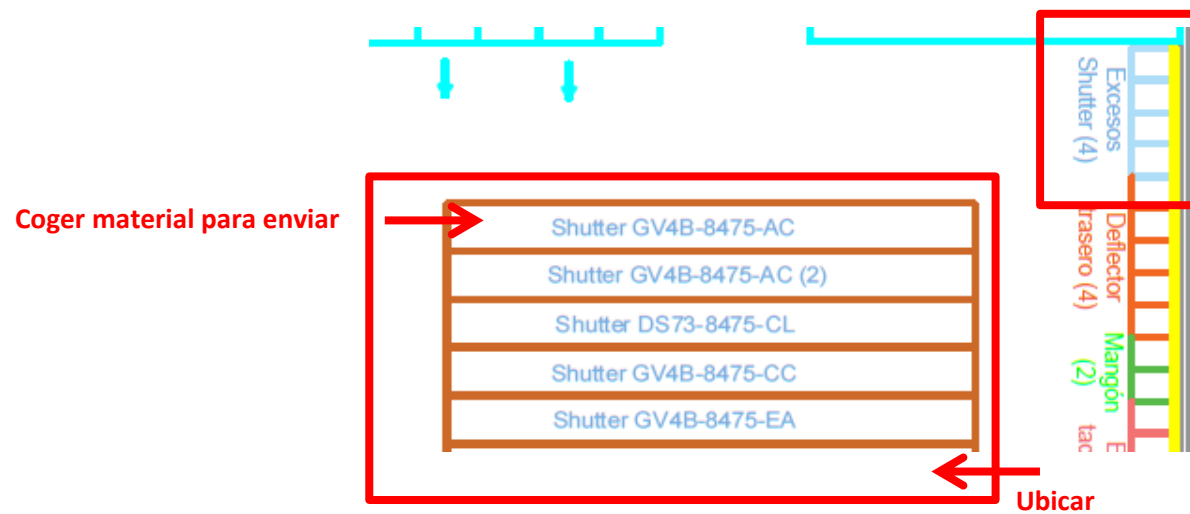 Excesos
Shutter (4)
Coger material para enviar
Shutter GV4B-8475-AC
Shutter GV4B-8475-AC (2)
Shutter DS73-8475-CL
Shutter GV4B-8475-CC
Shutter GV4B-8475-EA
Deflector
trasero (4)
Mangón
(2)
Ubicar